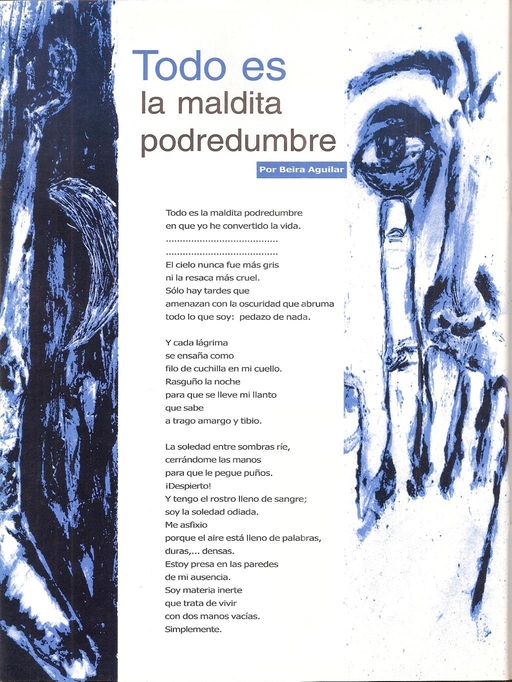 Todo es
la maldita
podredumbre
Por Beira Aguilar
Todo es la maldita podredumbre
en que yo he convertido la vida.
........................................
........................................
El cielo nunca fue más gris
ni la resaca más cruel.
Sólo hay tardes que
amenazan con la oscuridad que abruma
todo lo que soy:  pedazo de nada.
Y cada lágrima
se ensaña como
filo de cuchilla en mi cuello.
Rasguño la noche
para que se lleve mi llanto
que sabe
a trago amargo y tibio.
La soledad entre sombras ríe,
cerrándome las manos
para que le pegue puños.
¡Despierto!
Y tengo el rostro lleno de sangre;
soy la soledad odiada.
Me asfixio
porque el aire está lleno de palabras,
duras,... densas.
Estoy presa en las paredes
de mi ausencia.
Soy materia inerte
que trata de vivir
con dos manos vacías.
Simplemente.